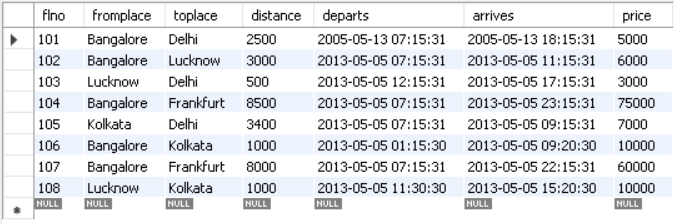 flno fromplace toplace distance departs arrives price
101 Bangalore Delhi 2500 2005-05-13 07:15:31 2005-05-13 18:15:31 5000
102 Bangalore Lucknow 3000 2013-05-05 07:15:31 2013-05-05 11:15:31 6000
103 Lucknow Delhi 500 2013-05-05 12:15:31 2013-05-05 17:15:31 3000
104 Bangalore Frankfurt 8500 2013-05-05 07:15:31 2013-05-05 23:15:31 75000
105 Kolkata Delhi 3400 2013-05-05 07:15:31 2013-05-05 09:15:31 7000
106 Bangalore Kolkata 1000 2013-05-05 01:15:30 2013-05-05 09:20:30 10000
107 Bangalore Frankfurt 8000 2013-05-05 07:15:31 2013-05-05 22:15:31 60000
108 Lucknow Kolkata 1000 2013-05-05 11:30:30 2013-05-05 15:20:30 10000
NULL NULL NULL NULL NULL NULL NULL